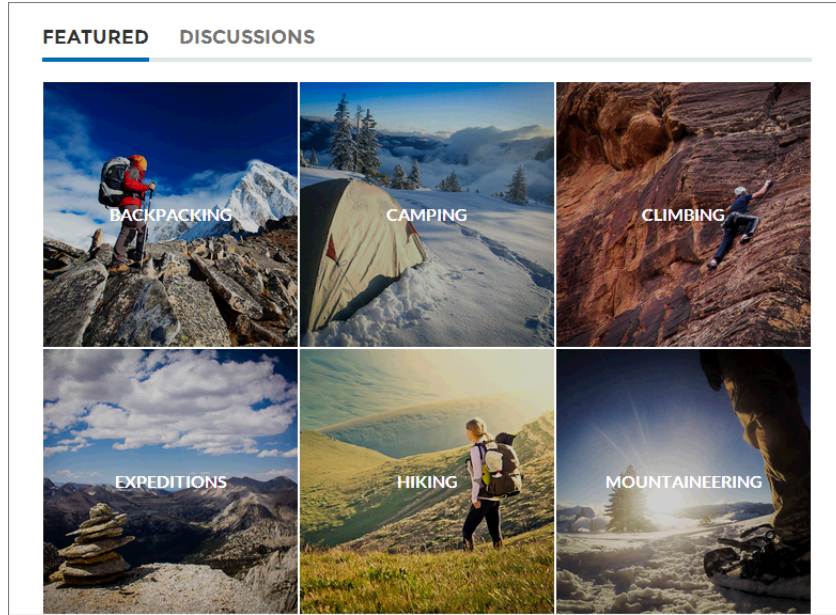 FEATURED DISCUSSIONS
BACKPACKING CAMPING CLIMBING
EXPEDITIONS HIKING MOUNTAINEERING